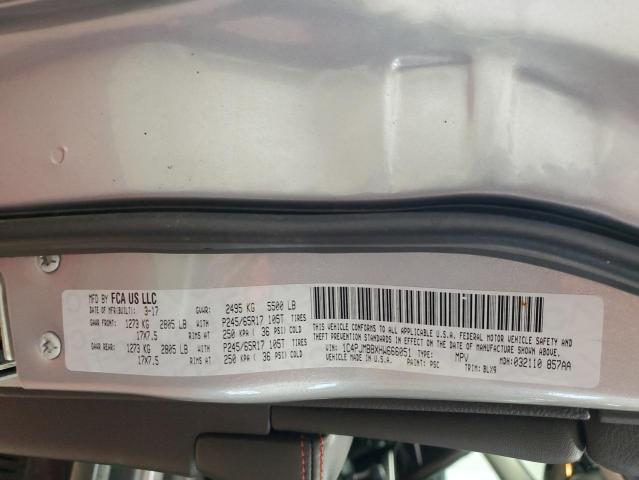 MFD BY FCA US LLC
DATE OF MFR(BUILT): 3-17 GVWR: 2495 KG 5500 LB
GAWR FRONT: 1273 KG 2805 LB WITH P245/65R17 105T TIRES
17X7.5 RIMS AT 250 KPA ( 36 PSI) COLD
GAWR REAR: 1273 KG 2805 LB WITH P245/65R17 105T TIRES
17X7.5 RIMS AT 250 KPA ( 36 PSI) COLD
THIS VEHICLE CONFORMS TO ALL APPLICABLE U.S.A. FEDERAL MOTOR VEHICLE SAFETY AND
THEFT PREVENTION STANDARDS IN EFFECT ON THE DATE OF MANUFACTURE SHOWN ABOVE.
VIN: 1C4PJMBBXHW666051 TYPE: MPV MDH: 032110 857AA
PAINT: PSC TRIM: BLX9